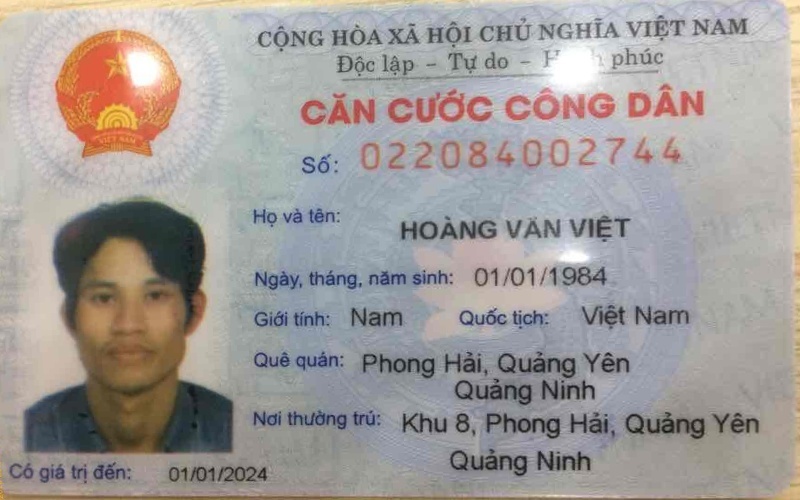 CỘNG HÒA XÃ HỘI CHỦ NGHĨA VIỆT NAM
Độc lập - Tự do - phúc
CĂN CƯỚC CÔNG DÂN
Số: 022084002744
Họ và tên: HOÀNG VĂN VIỆT
Ngày, tháng, năm sinh: 01/01/1984
Giới tính: Nam Quốc tịch: Việt Nam
Quê quán: Phong Hải, Quảng Yên
Quảng Ninh
Nơi thường trú: Khu 8, Phong Hải, Quảng Yên
Quảng Ninh
Có giá trị đến: 01/01/2024